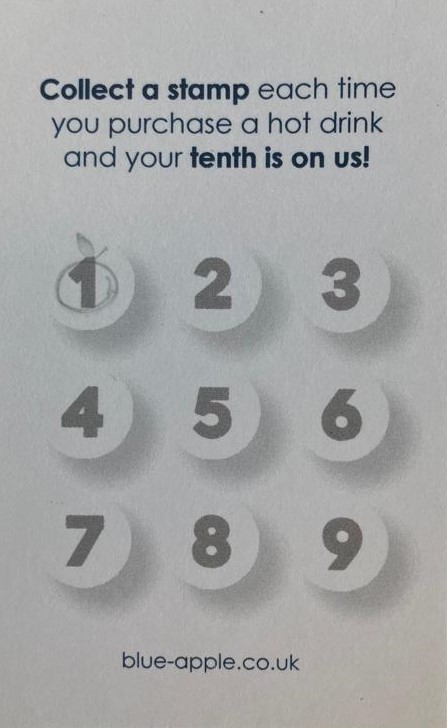 Collect a stamp each time
you purchase a hot drink
and your tenth is on us!
1 2 3
4 5 6
7 8 9
blue-apple.co.uk